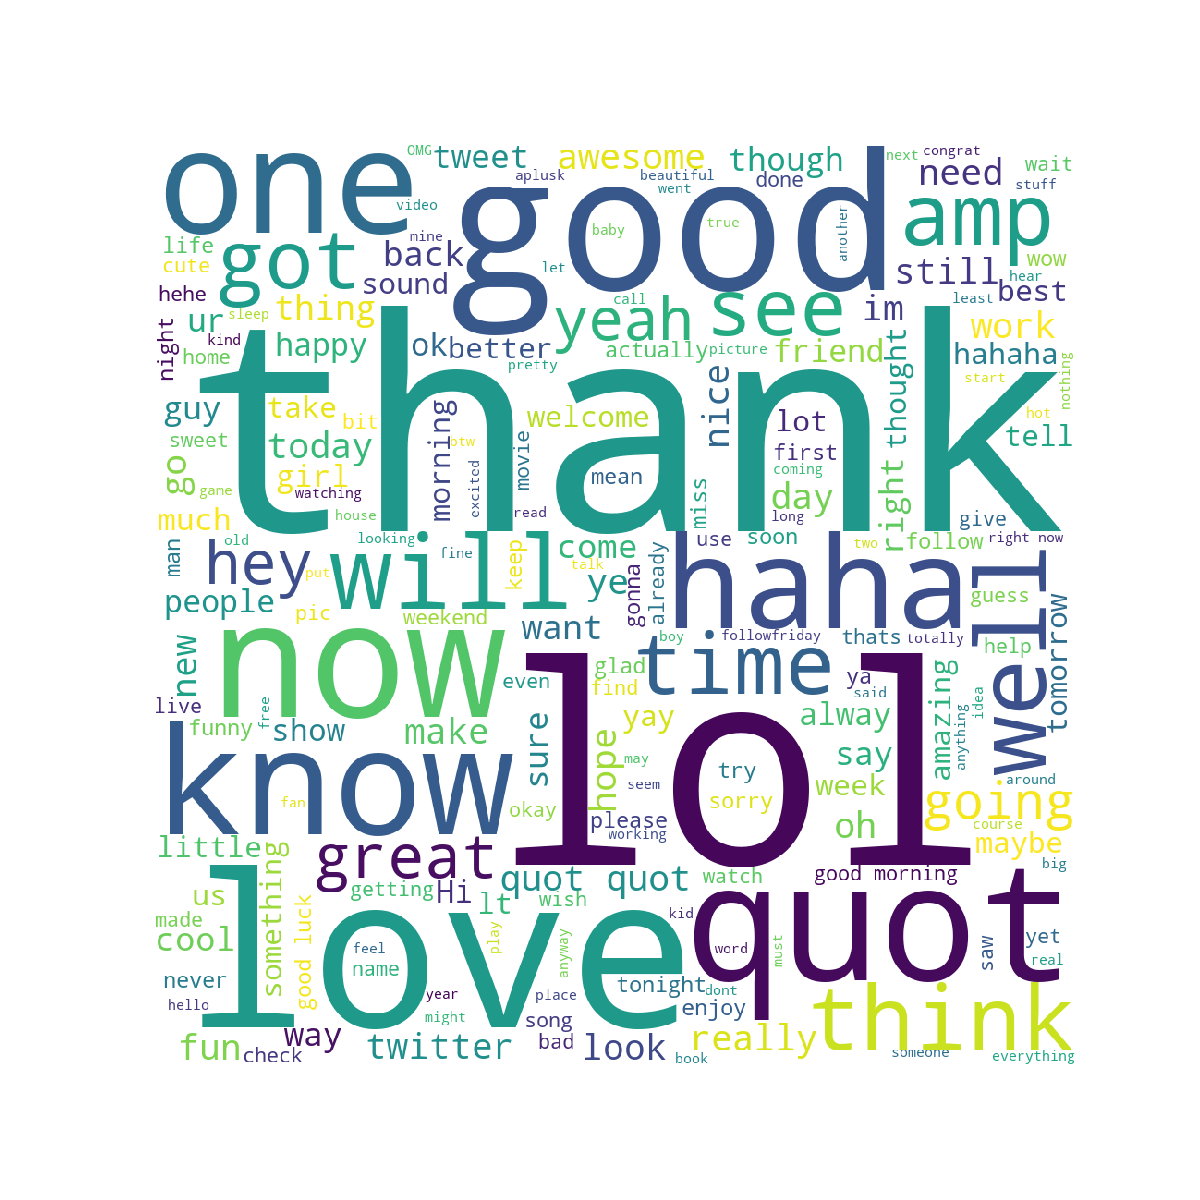 one
OMG
tweet
awesome
though
need
next
congrat
wait
stuff
aplusk
beautiful
went
done
good
amp
video
life
cute
hehe
got
nine
back
sound
baby
true
another
let
still
wow
hear
best
least
ur
sleep
thing
yeah
call
see
im
work
night
kind
home
happy
ok
better
pretty
actually
picture
friend
hahaha
start
nothing
thank
guy
take
bit
sweet
today
go
girl
gane
watching
morning
btw
excited
movie
welcome
nice
lot
first
mean
coming
right thought
hot
tell
much
house
read
miss
day
long
give
man
old
looking
hey
put
will
fine
keep
come
talk
ye
gonna
already
use
soon
two
follow
right now
haha
well
guess
people
pic
weekend
want
boy
followfriday
thats
totally
help
tomorrow
new
now
even
glad
find
time
ya
said
live
free
funny
show
make
sure
yay
alway
amazing
idea
anything
know
lol
hope
may
seem
try
sorry
say
week
around
fan
okay
please
working
oh
going
course
maybe
little
great
big
something
us
getting
Hi
lt
quot quot
wish
watch
good morning
made
cool
good luck
love
feel
name
play
anyway
kid
quot
word
must
saw
yet
real
never
hello
year
might
place
tonight
dont
enjoy
think
song
bad
fun
check
way
twitter
look
book
really
someone
everything